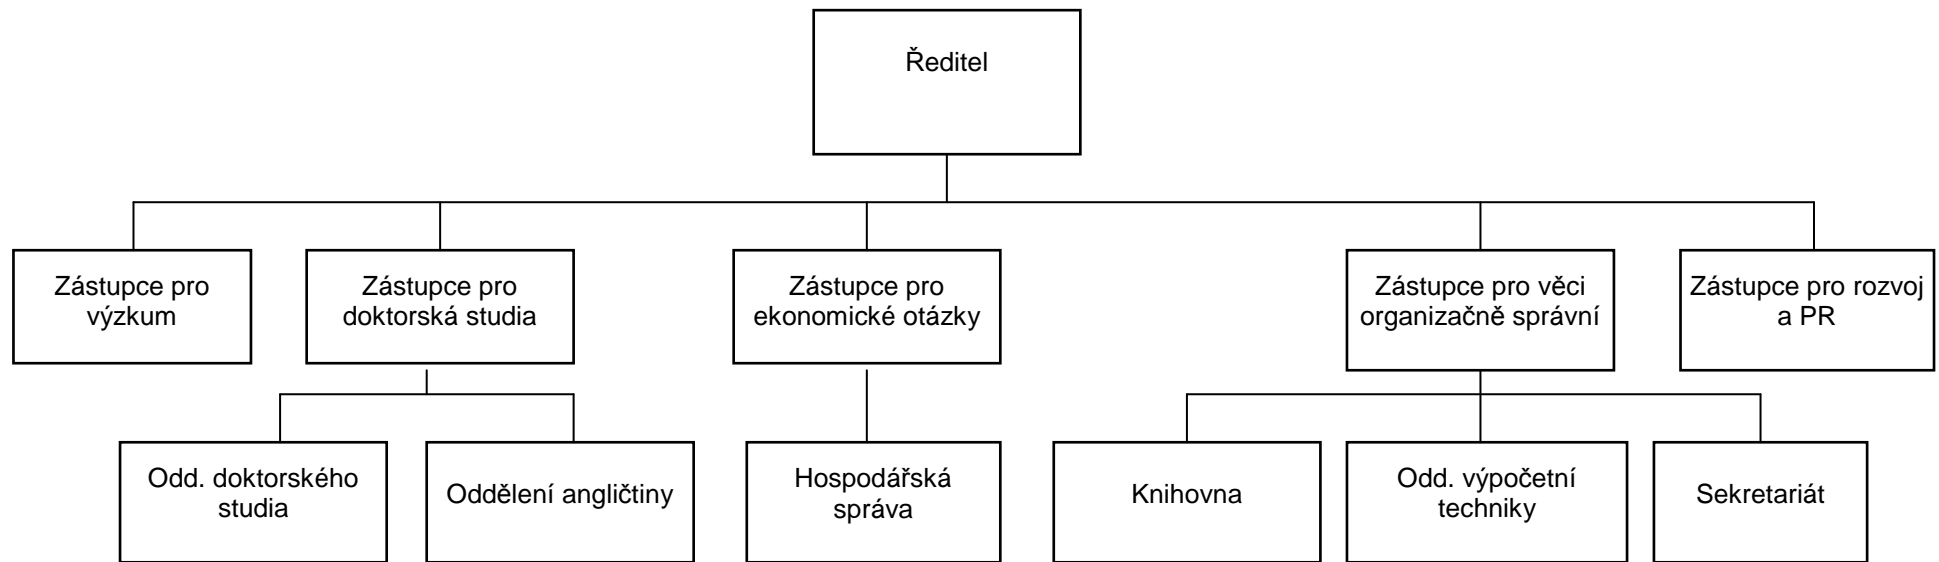 Ředitel
Zástupce pro
výzkum
Zástupce pro
doktorská studia
Zástupce pro
ekonomické otázky
Zástupce pro věci
organizačně správní
Zástupce pro rozvoj
a PR
Odd. doktorského
studia
Oddělení angličtiny
Hospodářská
správa
Knihovna
Odd. výpočetní
techniky
Sekretariát